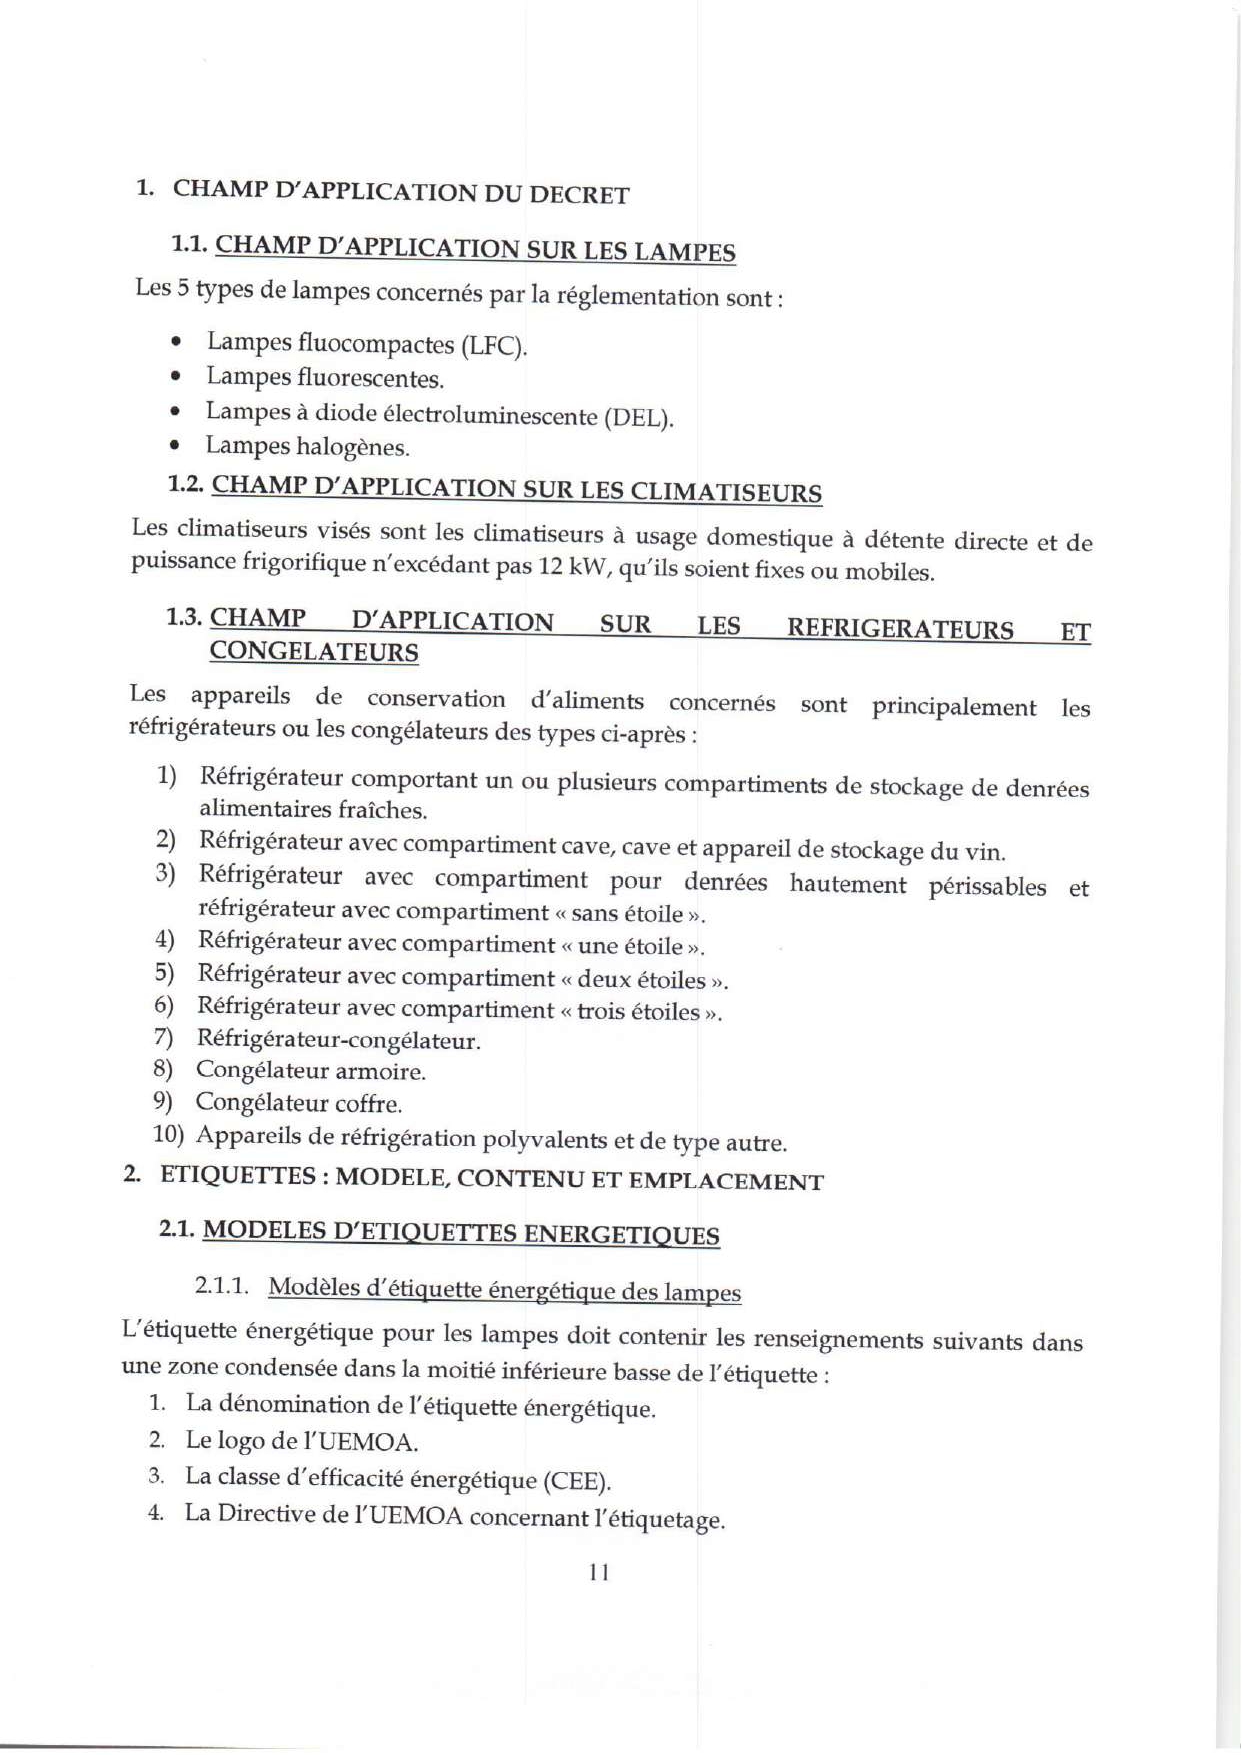 1. CHAMP D'APPLICATION DU DECRET
1.1. CHAMP D'APPLICATION SUR LES LAMPES
Les 5 types de lampes concernés par la réglementation sont :
• Lampes fluocompactes (LFC).
• Lampes fluorescentes.
• Lampes à diode électroluminescente (DEL).
• Lampes halogènes.
1.2. CHAMP D'APPLICATION SUR LES CLIMATISEURS
Les climatiseurs visés sont les climatiseurs à usage domestique à détente directe et de
puissance frigorifique n'excédant pas 12 kW, qu'ils soient fixes ou mobiles.
1.3. CHAMP D'APPLICATION SUR LES REFRIGERATEURS ET
CONGELATEURS
Les appareils de conservation d'aliments concernés sont principalement les
réfrigérateurs ou les congélateurs des types ci-après :
1) Réfrigérateur comportant un ou plusieurs compartiments de stockage de denrées
alimentaires fraîches.
2) Réfrigérateur avec compartiment cave, cave et appareil de stockage du vin.
3) Réfrigérateur avec compartiment pour denrées hautement périssables et
réfrigérateur avec compartiment « sans étoile ».
4) Réfrigérateur avec compartiment « une étoile ».
5) Réfrigérateur avec compartiment « deux étoiles ».
6) Réfrigérateur avec compartiment « trois étoiles ».
7) Réfrigérateur-congélateur.
8) Congélateur armoire.
9) Congélateur coffre.
10) Appareils de réfrigération polyvalents et de type autre.
2. ETIQUETTES : MODELE, CONTENU ET EMPLACEMENT
2.1. MODELES D'ETIQUETTES ENERGETIQUES
2.1.1. Modèles d'étiquette énergétique des lampes
L'étiquette énergétique pour les lampes doit contenir les renseignements suivants dans
une zone condensée dans la moitié inférieure basse de l'étiquette :
1. La dénomination de l'étiquette énergétique.
2. Le logo de l'UEMOA.
3. La classe d'efficacité énergétique (CEE).
4. La Directive de l'UEMOA concernant l'étiquetage.
11